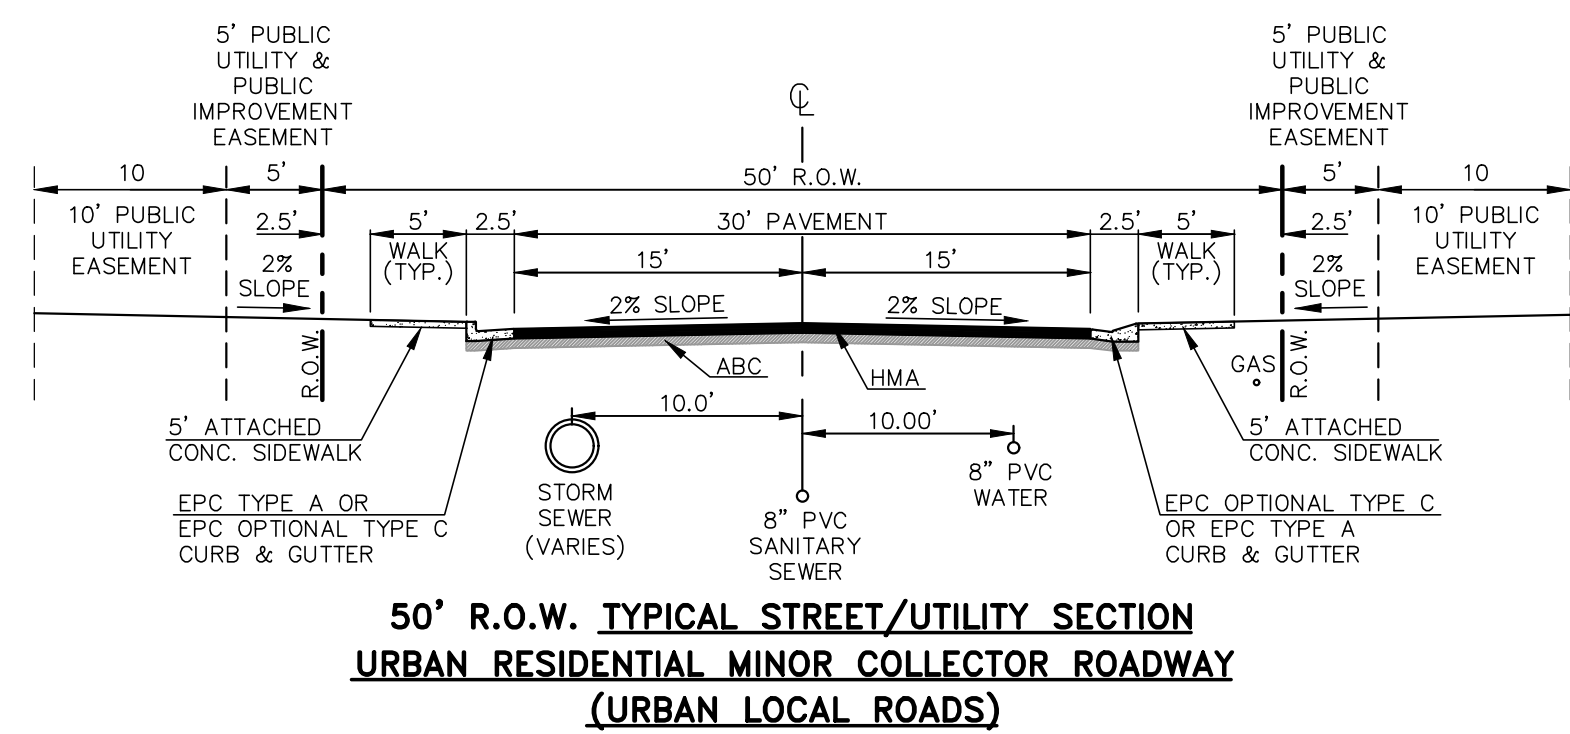 5' PUBLIC
UTILITY &
PUBLIC
IMPROVEMENT
EASEMENT
℄
5' PUBLIC
UTILITY &
PUBLIC
IMPROVEMENT
EASEMENT
10
5'
50' R.O.W.
5'
10
10' PUBLIC
UTILITY
EASEMENT
2.5'
5'
WALK
(TYP.)
2.5'
30' PAVEMENT
2.5'
5'
WALK
(TYP.)
2.5'
10' PUBLIC
UTILITY
EASEMENT
2%
SLOPE
15'
15'
2%
SLOPE
2% SLOPE
2% SLOPE
R.O.W.
ABC
HMA
GAS
R.O.W.
5' ATTACHED
CONC. SIDEWALK
10.0'
10.00'
5' ATTACHED
CONC. SIDEWALK
EPC TYPE A OR
EPC OPTIONAL TYPE C
CURB & GUTTER
STORM
SEWER
(VARIES)
8" PVC
SANITARY
SEWER
8" PVC
WATER
EPC OPTIONAL TYPE C
OR EPC TYPE A
CURB & GUTTER
50' R.O.W. TYPICAL STREET/UTILITY SECTION
URBAN RESIDENTIAL MINOR COLLECTOR ROADWAY
(URBAN LOCAL ROADS)